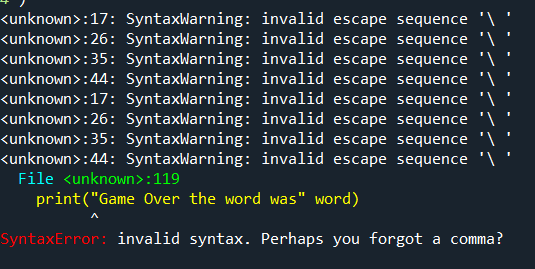 4 )
<unknown>:17: SyntaxWarning: invalid escape sequence '\ '
<unknown>:26: SyntaxWarning: invalid escape sequence '\ '
<unknown>:35: SyntaxWarning: invalid escape sequence '\ '
<unknown>:44: SyntaxWarning: invalid escape sequence '\ '
<unknown>:17: SyntaxWarning: invalid escape sequence '\ '
<unknown>:26: SyntaxWarning: invalid escape sequence '\ '
<unknown>:35: SyntaxWarning: invalid escape sequence '\ '
<unknown>:44: SyntaxWarning: invalid escape sequence '\ '
File <unknown>:119
print("Game Over the word was" word)
^
SyntaxError: invalid syntax. Perhaps you forgot a comma?